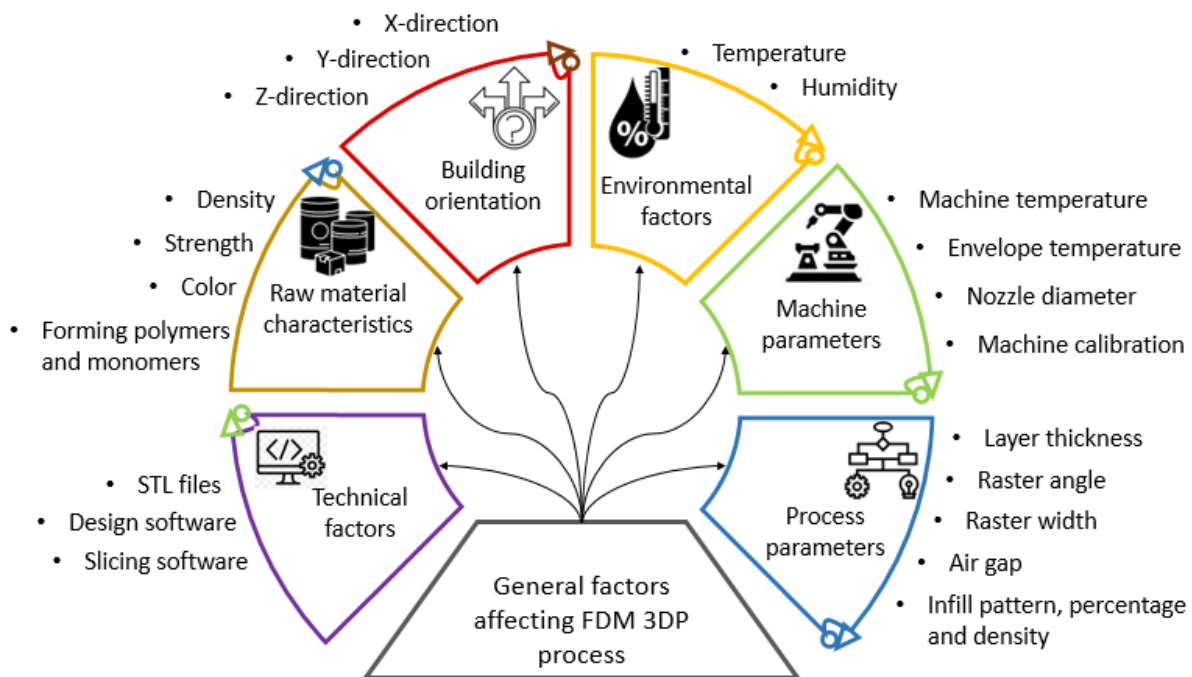 • X-direction
• Y-direction
• Z-direction
Building
orientation
• Temperature
• Humidity
%
Environmental
factors
• Density
• Strength
• Color
• Forming polymers
and monomers
Raw material
characteristics
• Machine temperature
• Envelope temperature
• Nozzle diameter
• Machine calibration
Machine
parameters
• STL files
• Design software
• Slicing software
</>
Technical
factors
• Layer thickness
• Raster angle
• Raster width
• Air gap
• Infill pattern, percentage
and density
Process
parameters
?
General factors
affecting FDM 3DP
process